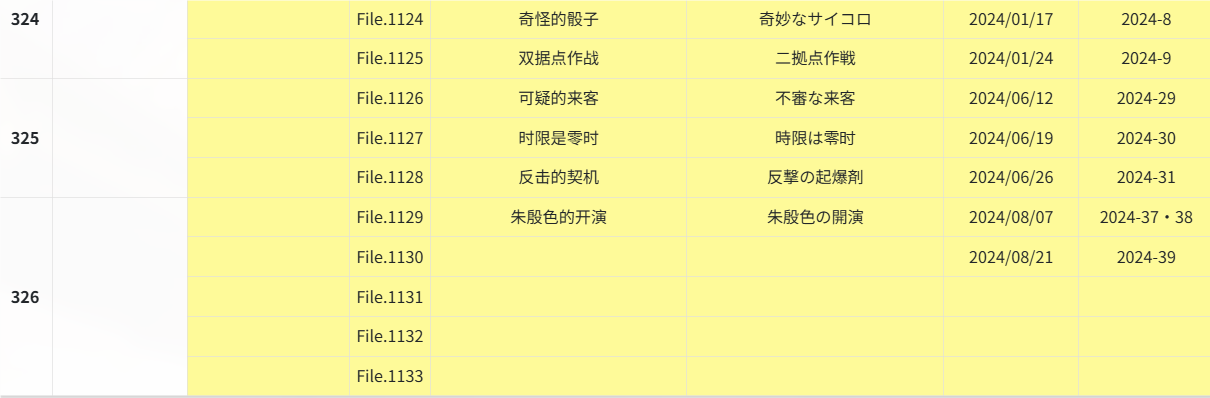 324 File.1124 奇怪的骰子 奇妙なサイコロ 2024/01/17 2024-8
File.1125 双据点作战 二拠点作戦 2024/01/24 2024-9
File.1126 可疑的来客 不審な来客 2024/06/12 2024-29
325 File.1127 时限是零时 時限は零时 2024/06/19 2024-30
File.1128 反击的契机 反撃の起爆剤 2024/06/26 2024-31
File.1129 朱殷色的开演 朱殷色の開演 2024/08/07 2024-37・38
File.1130 2024/08/21 2024-39
326 File.1131
File.1132
File.1133